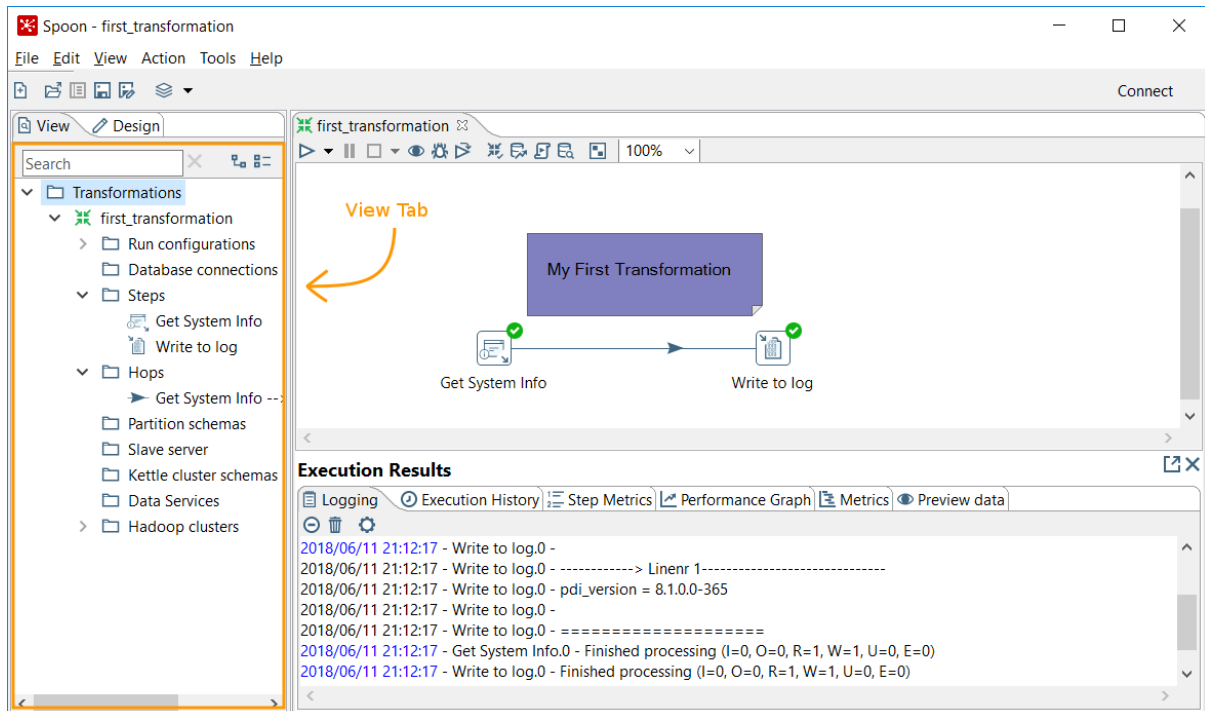 Spoon - first_transformation
File Edit View Action Tools Help
Connect
View Design
Search
Transformations
first_transformation
Run configurations
Database connections
Steps
Get System Info
Write to log
Hops
Get System Info --
Partition schemas
Slave server
Kettle cluster schemas
Data Services
Hadoop clusters
first_transformation
100%
View Tab
My First Transformation
Get System Info Write to log
Execution Results
Logging Execution History Step Metrics Performance Graph Metrics Preview data
2018/06/11 21:12:17 - Write to log.0 -
2018/06/11 21:12:17 - Write to log.0 - ------------> Linenr 1------------------------------
2018/06/11 21:12:17 - Write to log.0 - pdi_version = 8.1.0.0-365
2018/06/11 21:12:17 - Write to log.0 -
2018/06/11 21:12:17 - Write to log.0 - ====================
2018/06/11 21:12:17 - Get System Info.0 - Finished processing (I=0, O=0, R=1, W=1, U=0, E=0)
2018/06/11 21:12:17 - Write to log.0 - Finished processing (I=0, O=0, R=1, W=1, U=0, E=0)